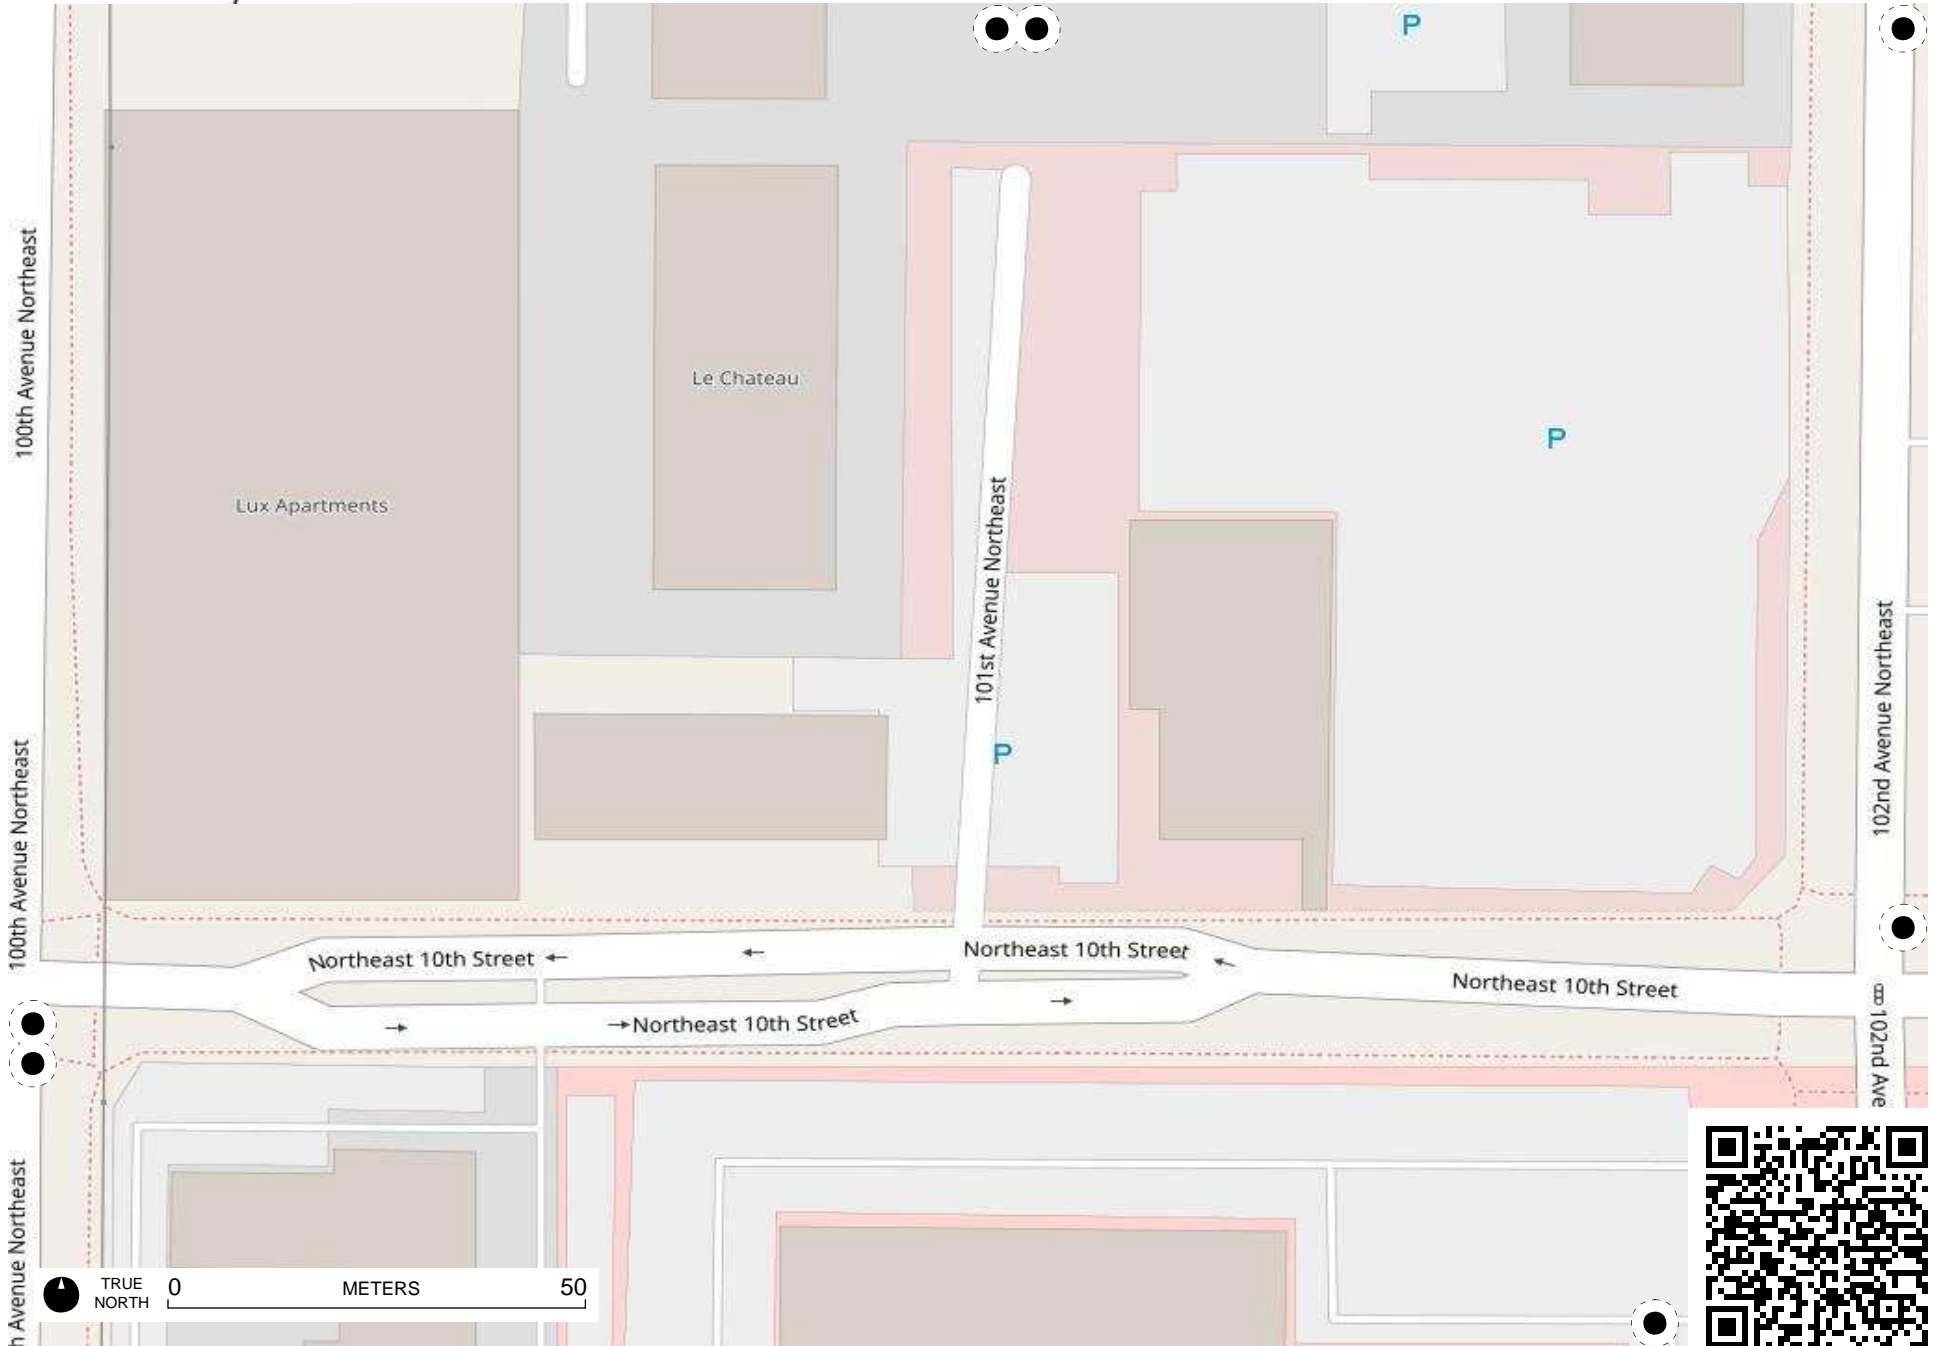 P
100th Avenue Northeast
Le Chateau
P
Lux Apartments
101st Avenue Northeast
102nd Avenue Northeast
P
100th Avenue Northeast
Northeast 10th Street
Northeast 10th Street
Northeast 10th Street
Northeast 10th Street
102nd Ave
h Avenue Northeast
TRUE
NORTH
0
METERS
50